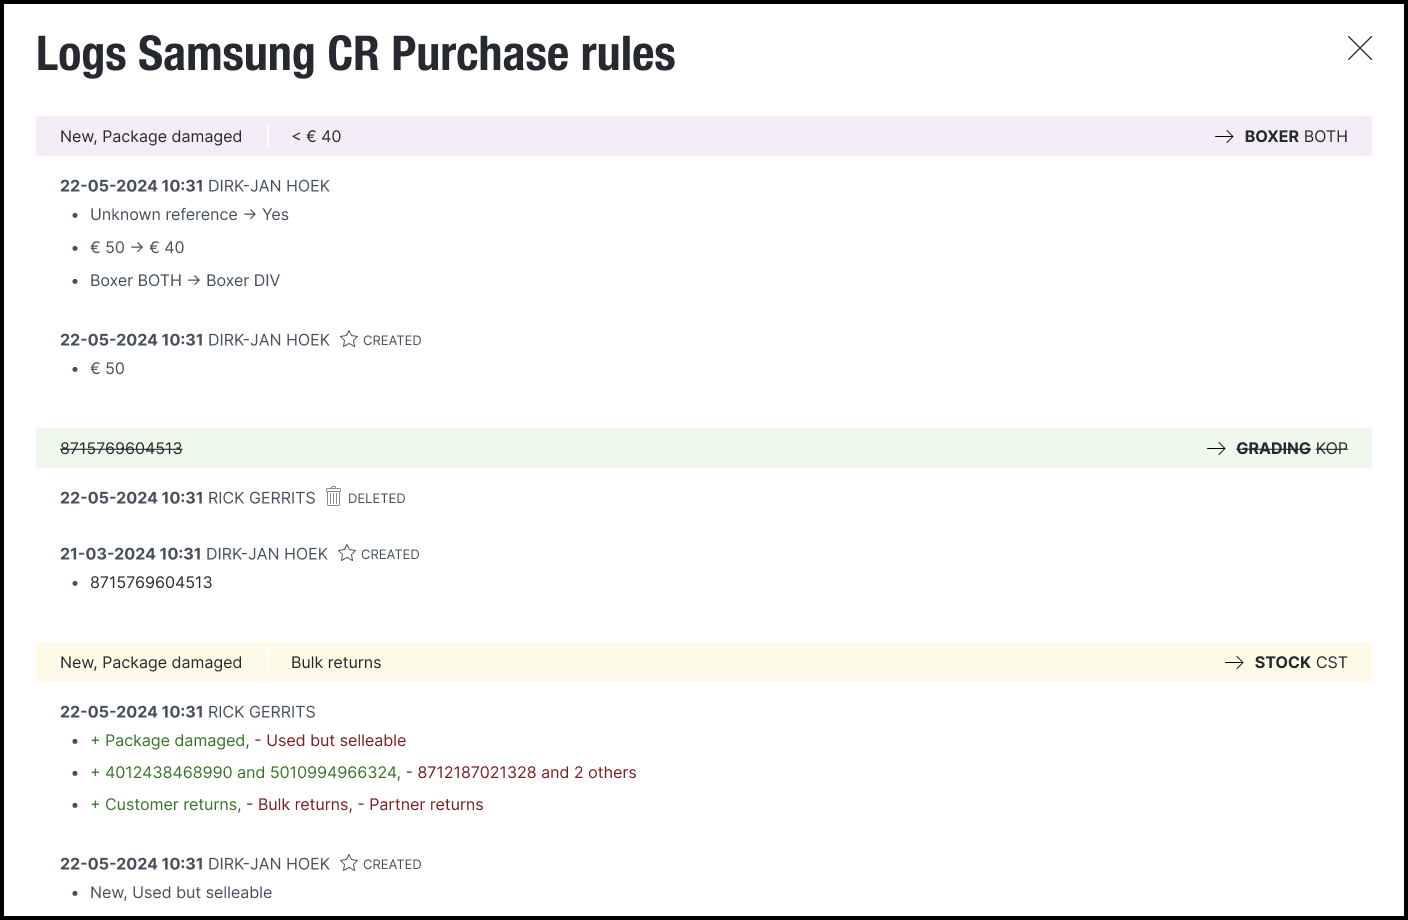 Logs Samsung CR Purchase rules
New, Package damaged < € 40 → BOXER BOTH
22-05-2024 10:31 DIRK-JAN HOEK
• Unknown reference → Yes
• € 50 → € 40
• Boxer BOTH → Boxer DIV
22-05-2024 10:31 DIRK-JAN HOEK CREATED
• € 50
8715769604513 → GRADING KOP
22-05-2024 10:31 RICK GERRITS DELETED
21-03-2024 10:31 DIRK-JAN HOEK CREATED
• 8715769604513
New, Package damaged Bulk returns → STOCK CST
22-05-2024 10:31 RICK GERRITS
• + Package damaged, - Used but selleable
• + 4012438468990 and 5010994966324, - 8712187021328 and 2 others
• + Customer returns, - Bulk returns, - Partner returns
22-05-2024 10:31 DIRK-JAN HOEK CREATED
• New, Used but selleable